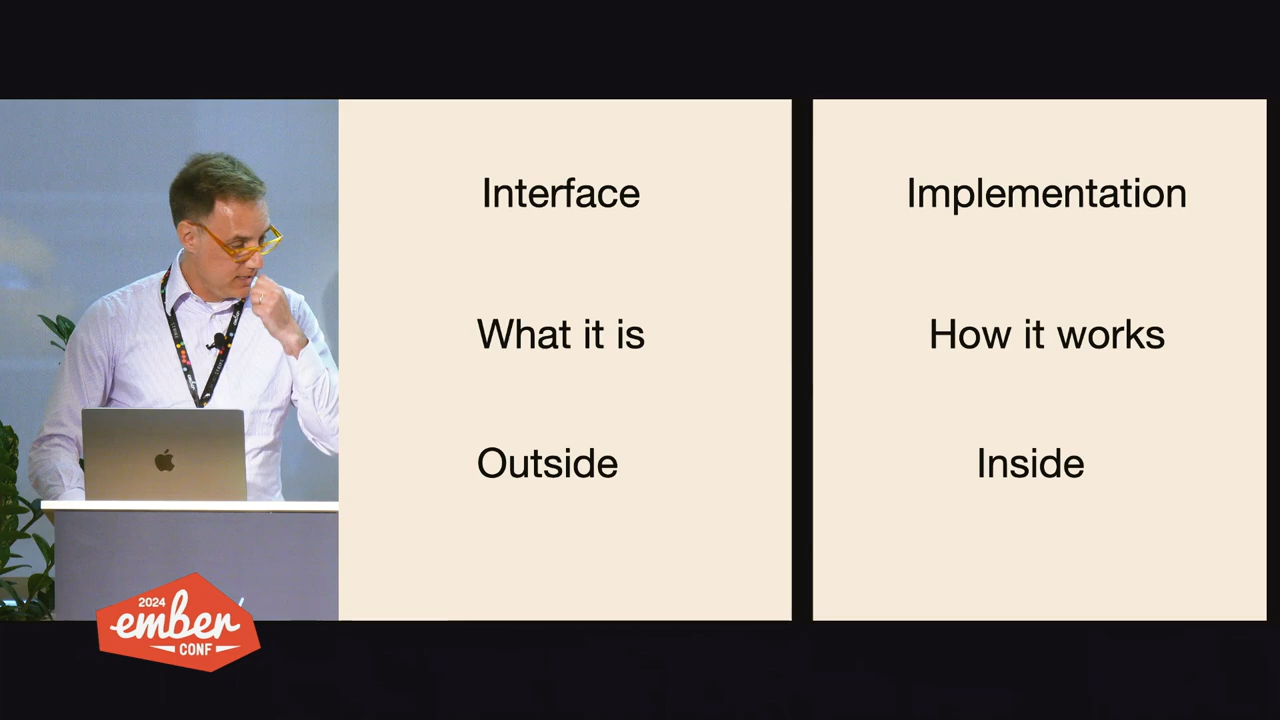 Interface
What it is
Outside
Implementation
How it works
Inside
2024
ember
CONF